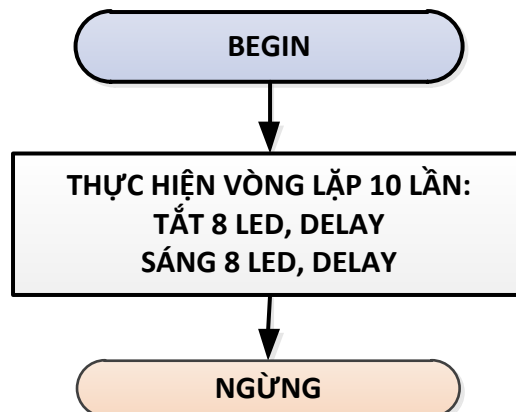 BEGIN
THỰC HIỆN VÒNG LẶP 10 LẦN:
TẮT 8 LED, DELAY
SÁNG 8 LED, DELAY
NGỪNG